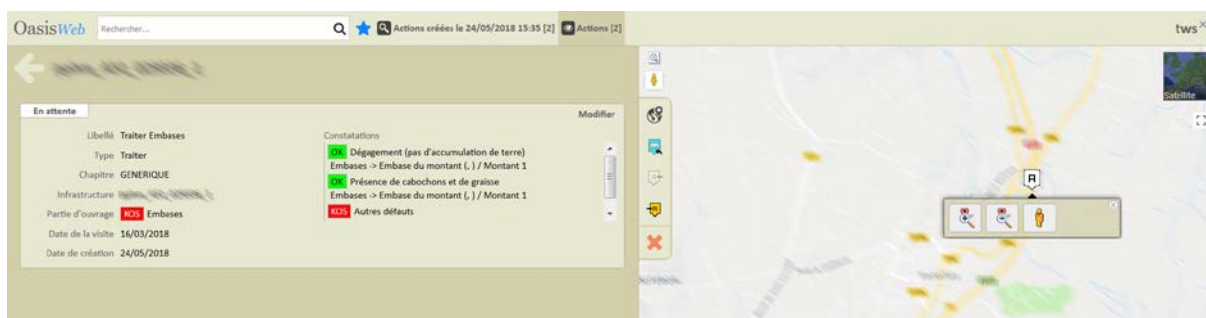 OasisWeb Rechercher... Actions créées le 24/05/2018 15:35 [2] Actions [2] tws
En attente Modifier
Libellé Traiter Embases
Type Traiter
Chapitre GENERIQUE
Infrastructure
Partie d'ouvrage KOS Embases
Date de la visite 16/03/2018
Date de création 24/05/2018
Constatations
OK Dégagement (pas d'accumulation de terre)
Embases -> Embase du montant (, ) / Montant 1
OK Présence de cabochons et de graisse
Embases -> Embase du montant (, ) / Montant 1
KOS Autres défauts
Satellite
A